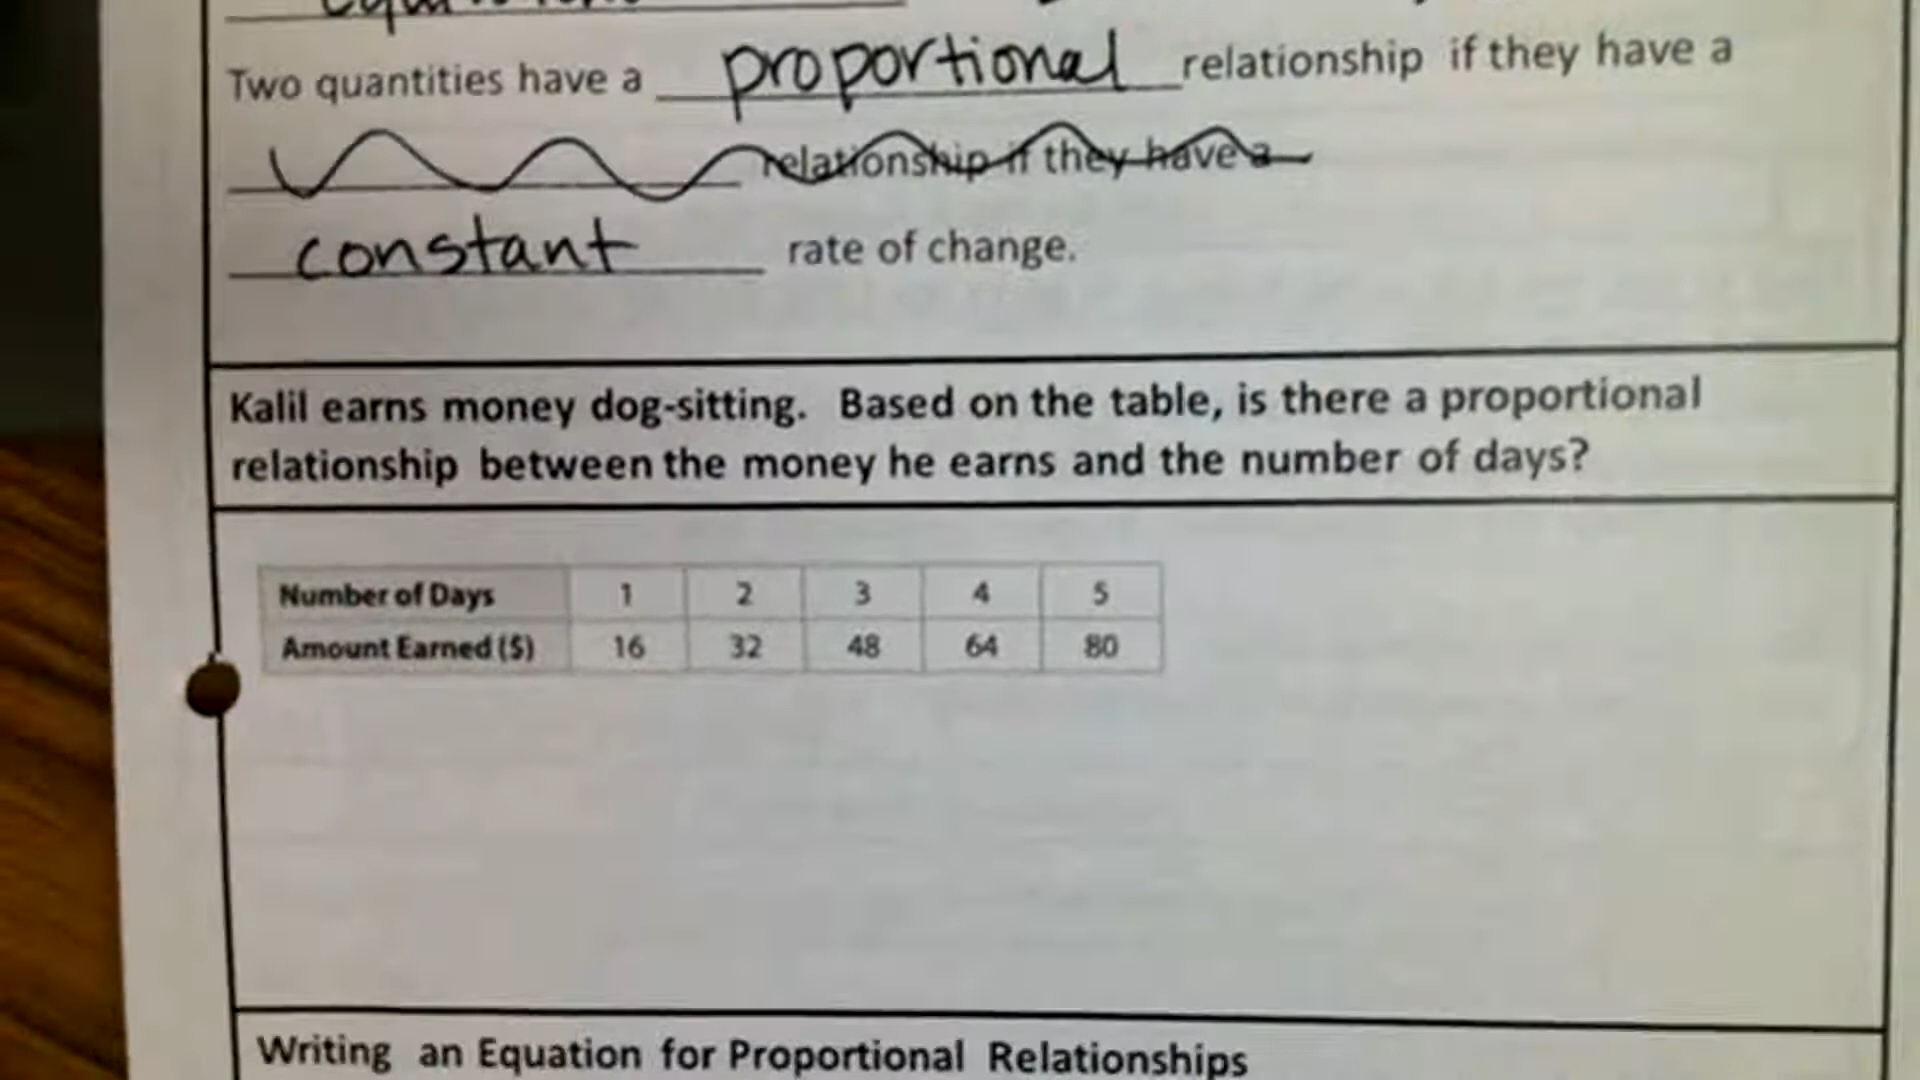 Two quantities have a proportional relationship if they have a
relationship if they have a
constant rate of change.
Kalil earns money dog-sitting. Based on the table, is there a proportional
relationship between the money he earns and the number of days?
Number of Days 1 2 3 4 5
Amount Earned ($) 16 32 48 64 80
Writing an Equation for Proportional Relationships